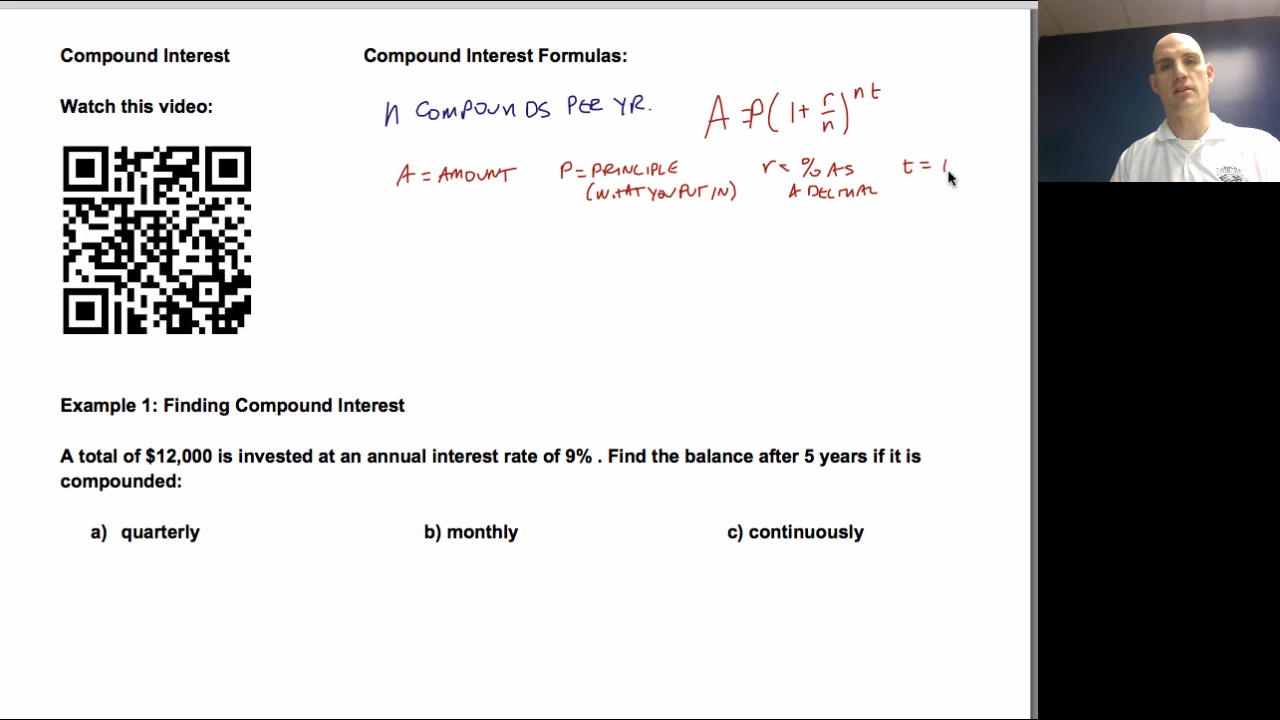 Compound Interest
Compound Interest Formulas:
Watch this video:
n COMPOUNDS PER YR.
A = P(1 + r/n)^nt
A = AMOUNT
P = PRINCIPLE
(WHAT YOU PUT IN)
r = % AS
A DECIMAL
t = 1
Example 1: Finding Compound Interest
A total of $12,000 is invested at an annual interest rate of 9% . Find the balance after 5 years if it is
compounded:
a) quarterly
b) monthly
c) continuously